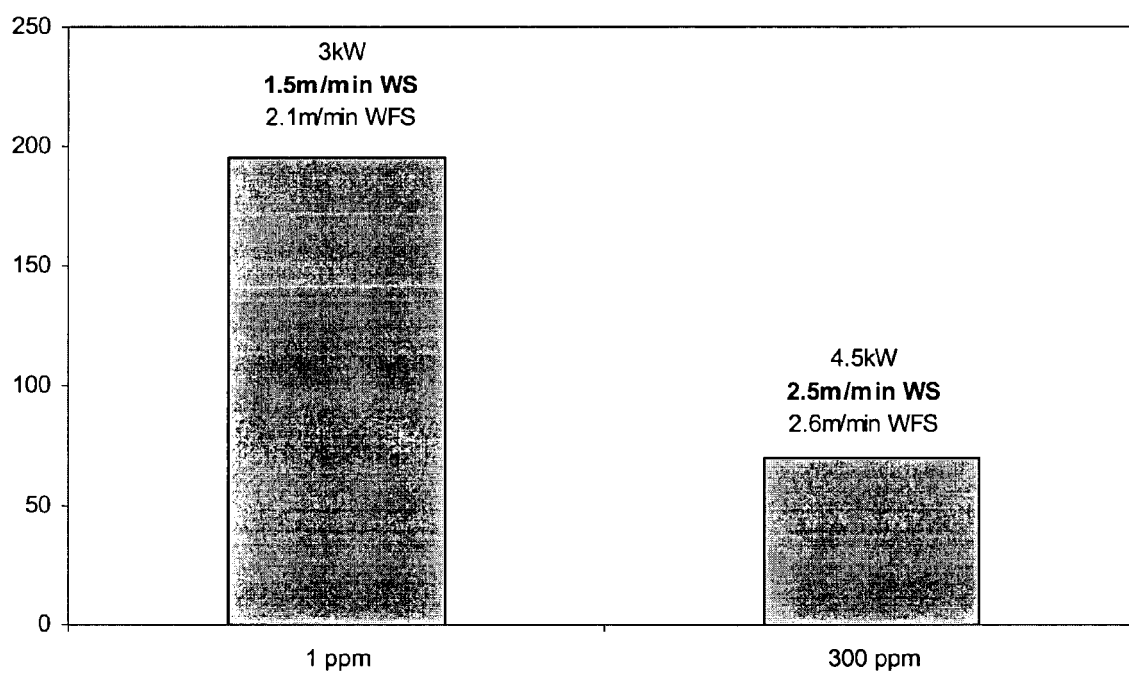 250
200
150
100
50
0
3kW
1.5m/min WS
2.1m/min WFS
4.5kW
2.5m/min WS
2.6m/min WFS
1 ppm
300 ppm